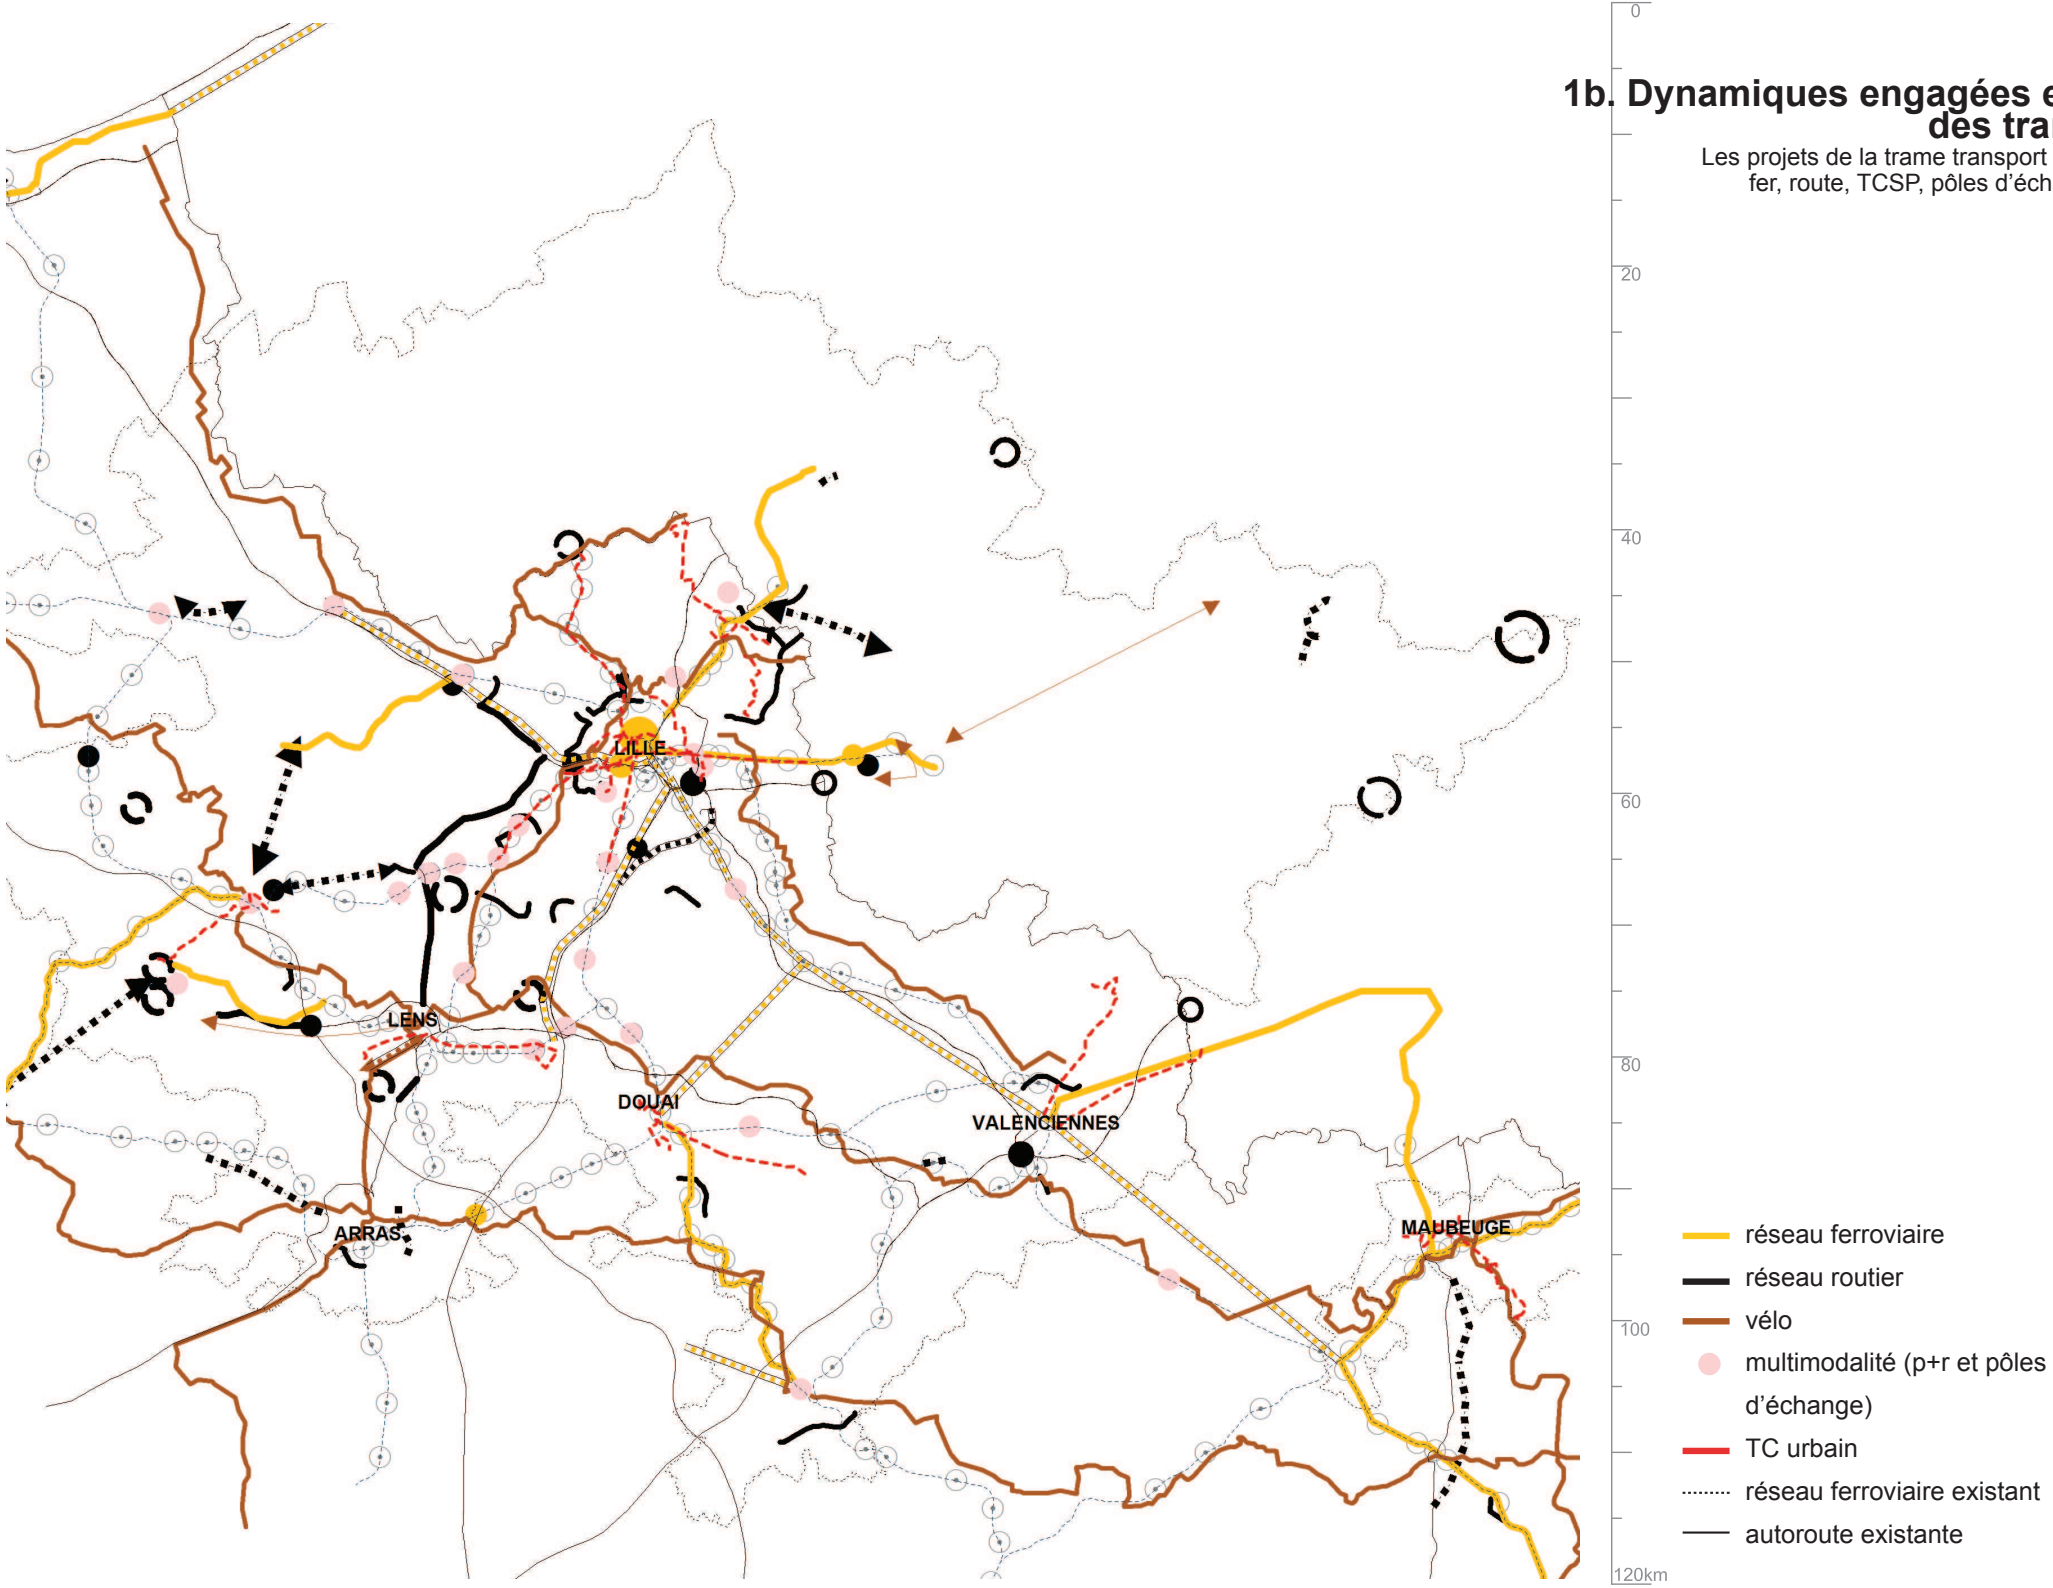 0
1b. Dynamiques engagées e
des tra
Les projets de la trame transport
fer, route, TCSP, pôles d'éch
20
40
LILLE
60
LENS
80
DOUAI
VALENCIENNES
ARRAS
MAUBEUGE
réseau ferroviaire
réseau routier
100
vélo
multimodalité (p+r et pôles
d'échange)
TC urbain
réseau ferroviaire existant
autoroute existante
120km